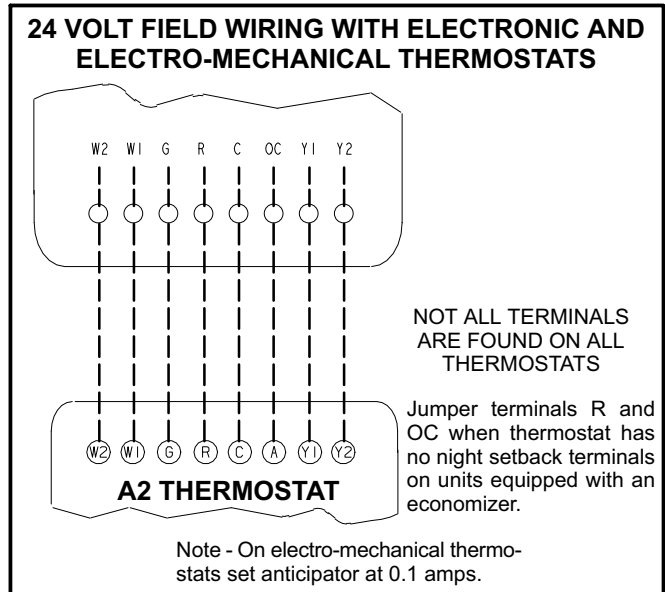 24 VOLT FIELD WIRING WITH ELECTRONIC AND
ELECTRO-MECHANICAL THERMOSTATS
W2 W1 G R C OC Y1 Y2
NOT ALL TERMINALS
ARE FOUND ON ALL
THERMOSTATS
Jumper terminals R and
OC when thermostat has
no night setback terminals
on units equipped with an
economizer.
W2 W1 G R C A Y1 Y2
A2 THERMOSTAT
Note - On electro-mechanical thermo-
stats set anticipator at 0.1 amps.